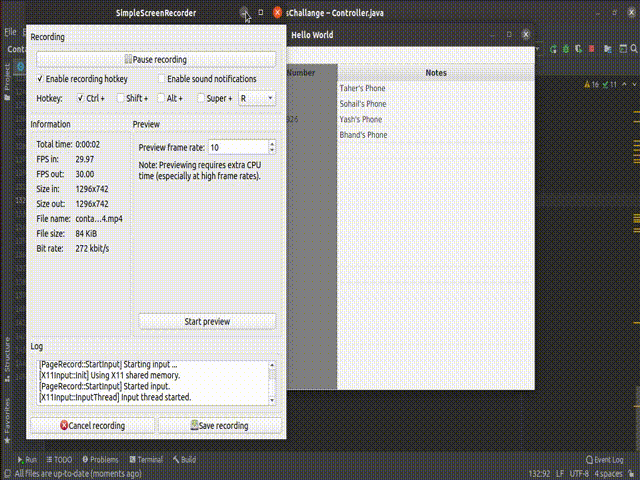 SimpleScreenRecorder
sChallange – Controller.java
Hello World
File
Recording
Pause recording
Enable recording hotkey
Enable sound notifications
Hotkey:
Ctrl +
Shift +
Alt +
Super +
R
Information
Total time: 0:00:02
FPS in: 29.97
FPS out: 30.00
Size in: 1296x742
Size out: 1296x742
File name: conta...4.mp4
File size: 84 KiB
Bit rate: 272 kbit/s
Preview
Preview frame rate: 10
Note: Previewing requires extra CPU
time (especially at high frame rates).
Start preview
Log
[PageRecord::StartInput] Starting input ...
[X11Input::Init] Using X11 shared memory.
[PageRecord::StartInput] Started input.
[X11Input::InputThread] Input thread started.
Cancel recording
Save recording
Number
Notes
Taher's Phone
Sohail's Phone
Yash's Phone
Bhand's Phone
16
11
Project
Structure
Favorites
Run
TODO
Problems
Terminal
Build
Event Log
All files are up-to-date (moments ago)
132:92
LF
UTF-8
4 spaces